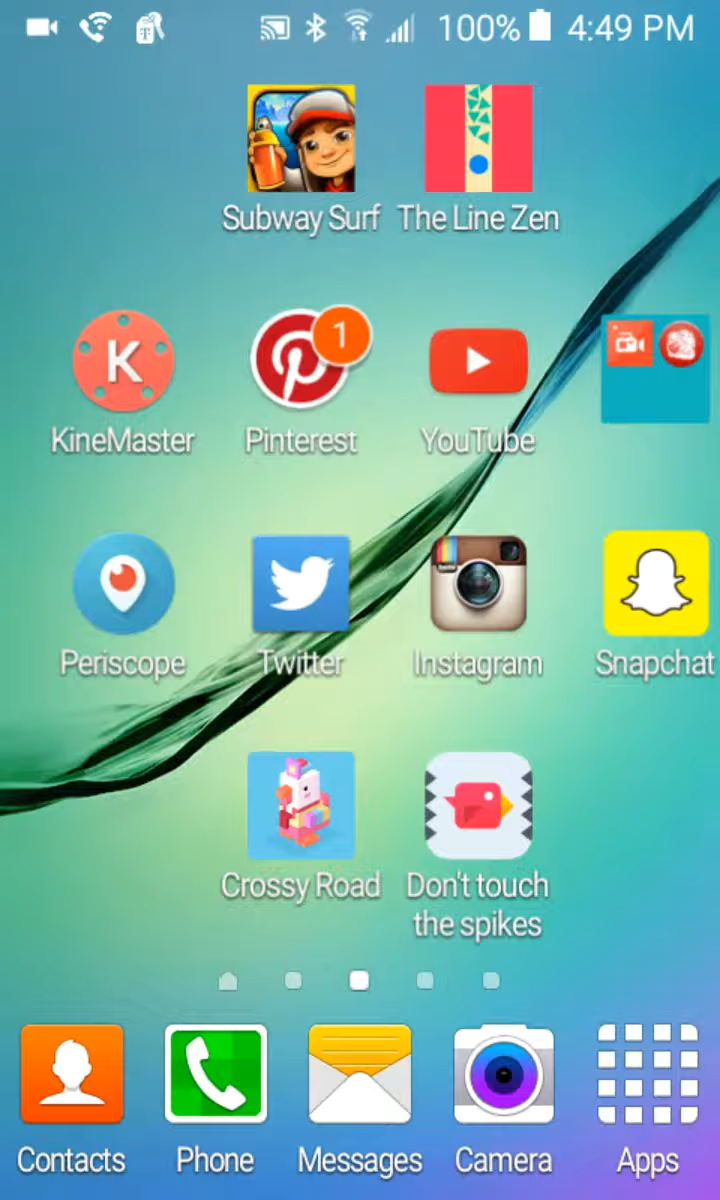 100% 4:49 PM
Subway Surf The Line Zen
1
KineMaster Pinterest YouTube
Periscope Twitter Instagram Snapchat
Crossy Road Don't touch
the spikes
Contacts Phone Messages Camera Apps